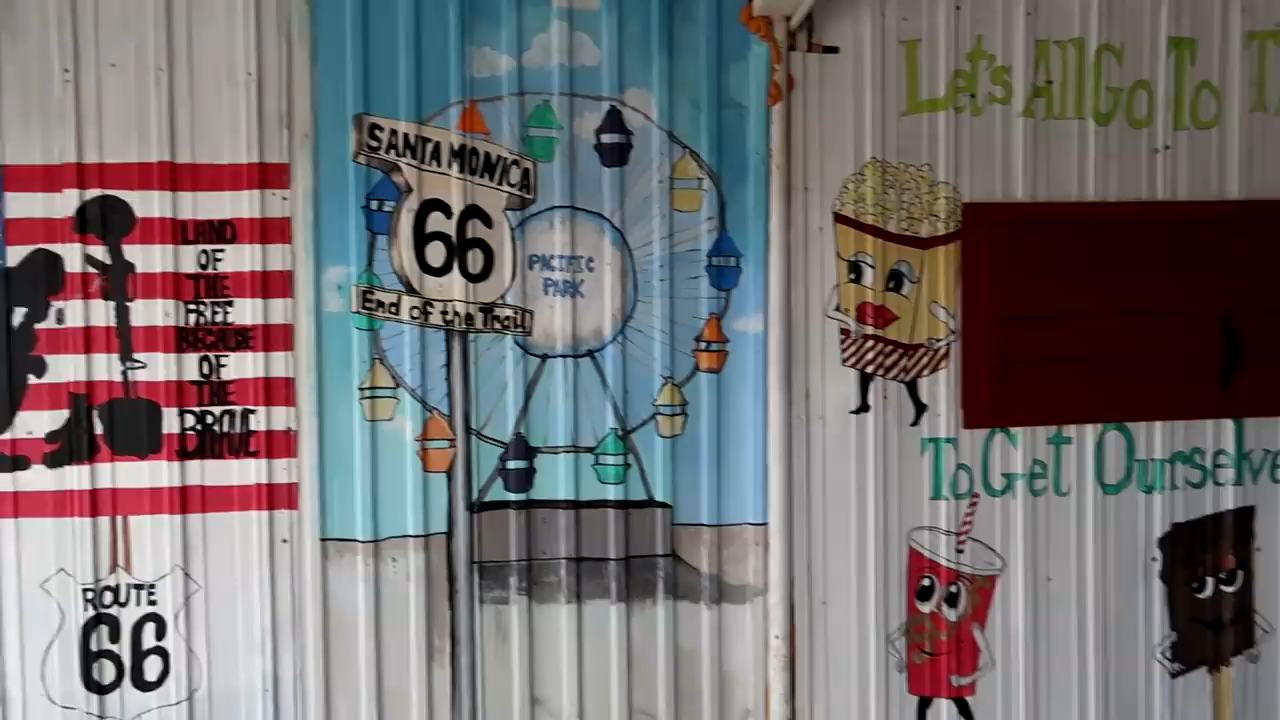 LAND
OF
THE
FREE
BECAUSE
OF
THE
BRAVE
ROUTE
66
SANTA MONICA
66
End of the Trail
PACIFIC
PARK
Let's All Go To
To Get Ourselve